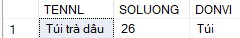 TENNL SOLUONG DONVI
1 Túi trà dâu 26 Túi